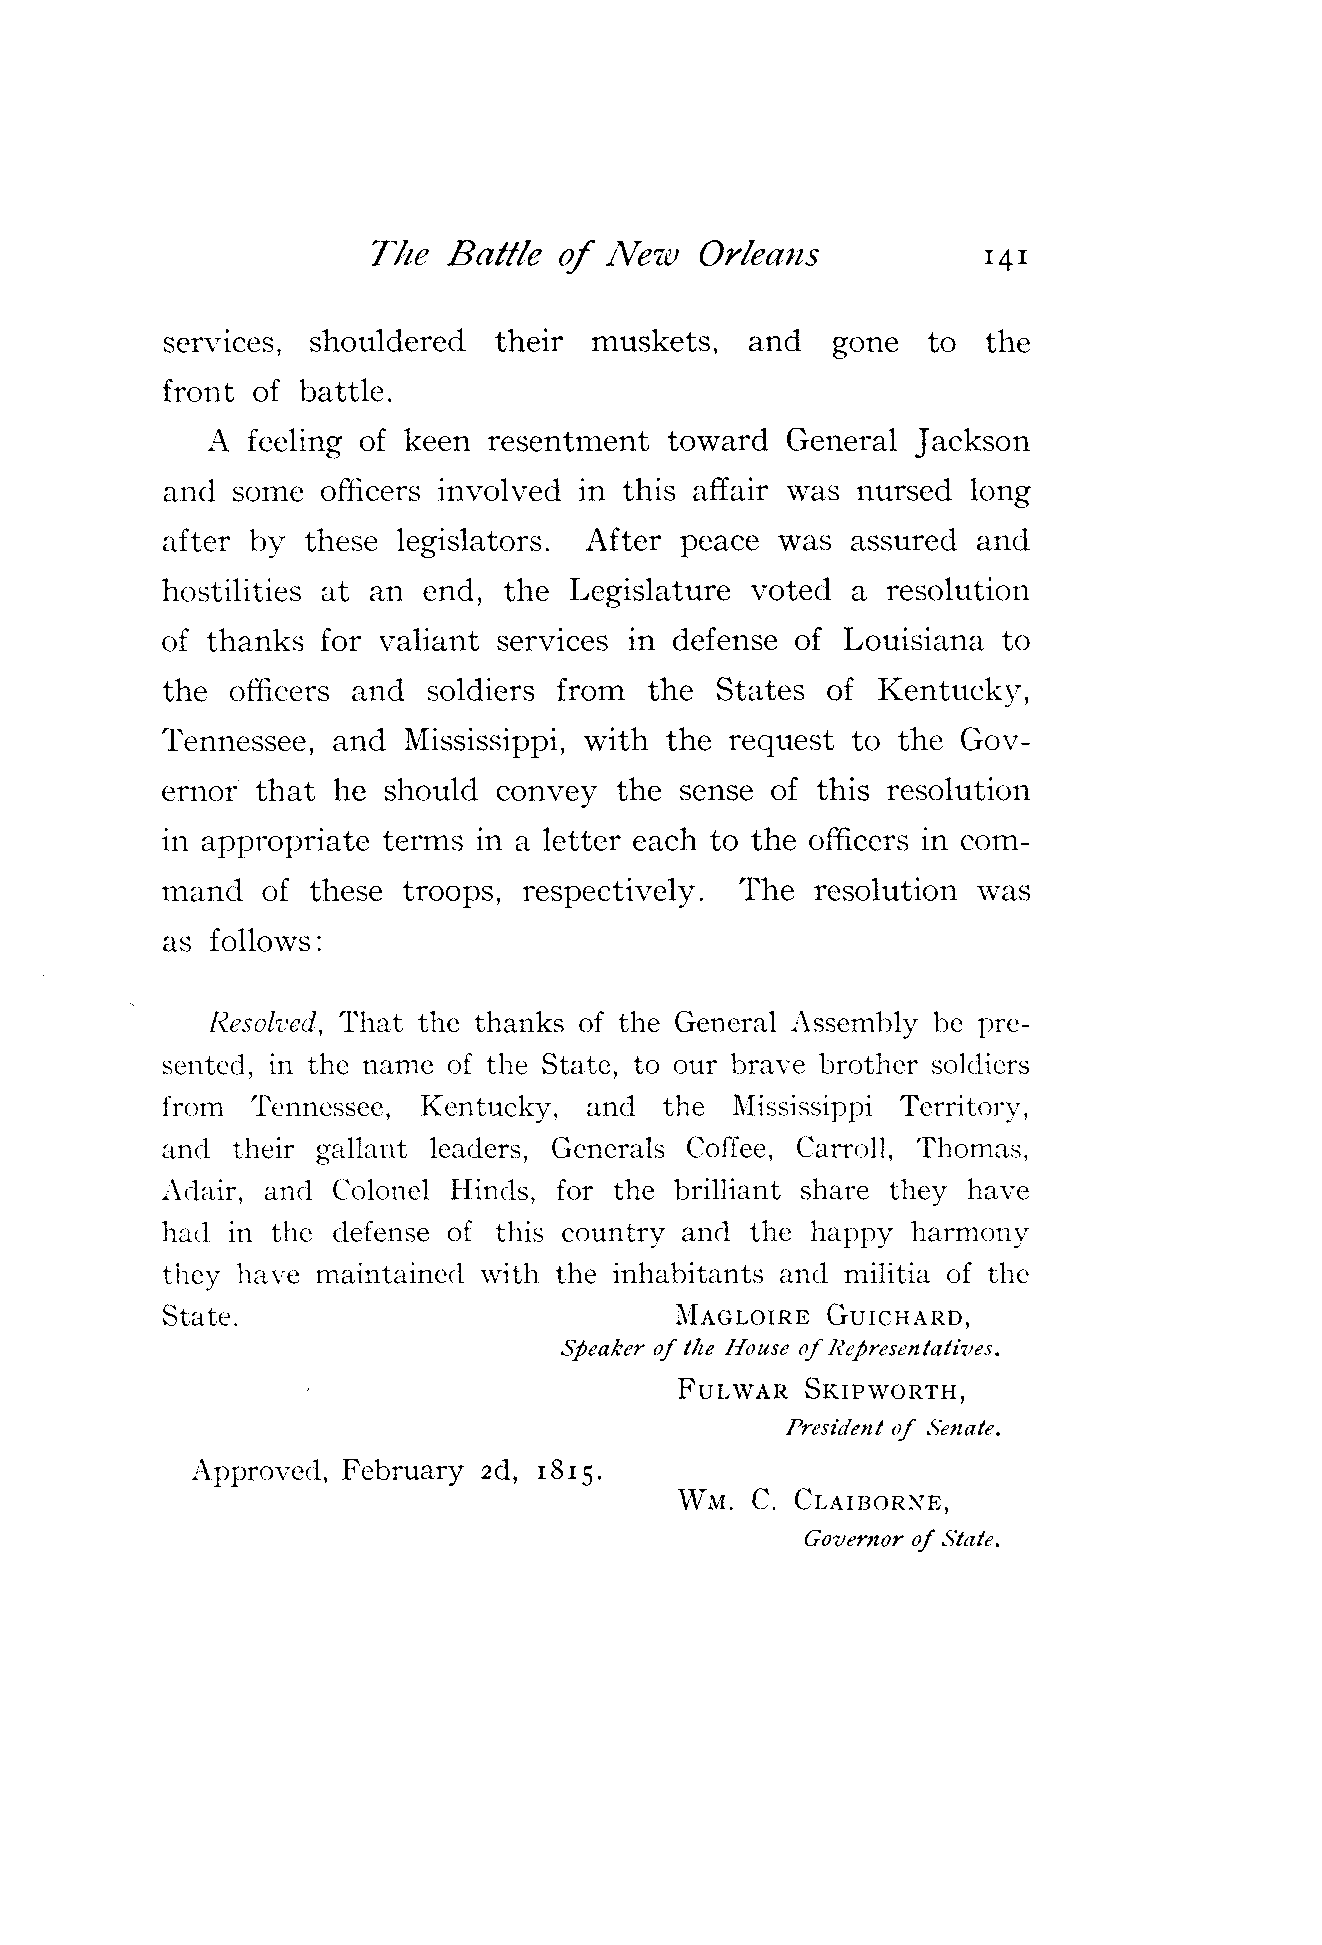 The Battle of New Orleans 141
services, shouldered their muskets, and gone to the
front of battle.
A feeling of keen resentment toward General Jackson
and some officers involved in this affair was nursed long
after by these legislators. After peace was assured and
hostilities at an end, the Legislature voted a resolution
of thanks for valiant services in defense of Louisiana to
the officers and soldiers from the States of Kentucky,
Tennessee, and Mississippi, with the request to the Gov-
ernor that he should convey the sense of this resolution
in appropriate terms in a letter each to the officers in com-
mand of these troops, respectively. The resolution was
as follows:
Resolved, That the thanks of the General Assembly be pre-
sented, in the name of the State, to our brave brother soldiers
from Tennessee, Kentucky, and the Mississippi Territory,
and their gallant leaders, Generals Coffee, Carroll, Thomas,
Adair, and Colonel Hinds, for the brilliant share they have
had in the defense of this country and the happy harmony
they have maintained with the inhabitants and militia of the
State. MAGLOIRE GUICHARD,
Speaker of the House of Representatives.
FULWAR SKIPWORTH,
President of Senate.
Approved, February 2d, 1815.
WM. C. CLAIBORNE,
Governor of State.